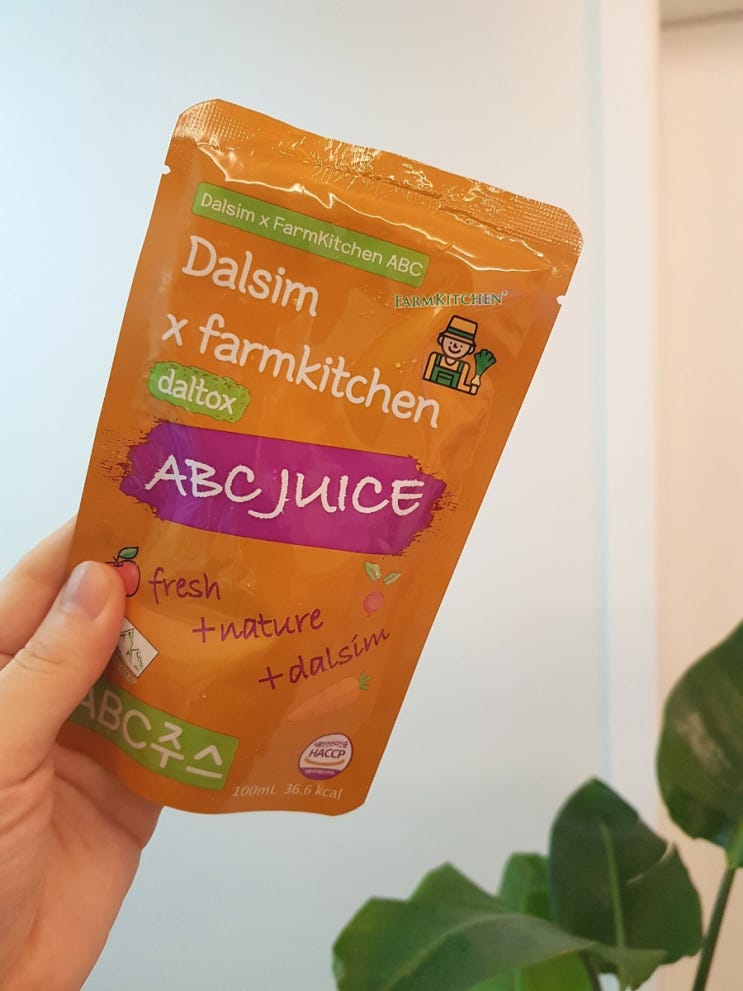 Dalsim x FarmKitchen ABC
Dalsim
x farmkitchen
FARMKITCHEN®
daltox
ABC JUICE
fresh
+nature
+dalsim
ABC주스
HACCP
100mL 36.6 kcal